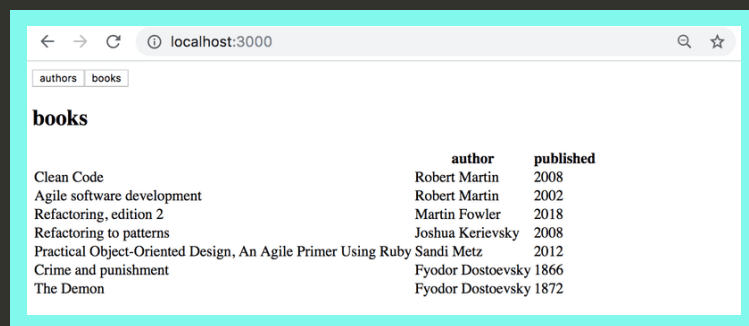 localhost:3000
authors books
books
author published
Clean Code Robert Martin 2008
Agile software development Robert Martin 2002
Refactoring, edition 2 Martin Fowler 2018
Refactoring to patterns Joshua Kerievsky 2008
Practical Object-Oriented Design, An Agile Primer Using Ruby Sandi Metz 2012
Crime and punishment Fyodor Dostoevsky 1866
The Demon Fyodor Dostoevsky 1872